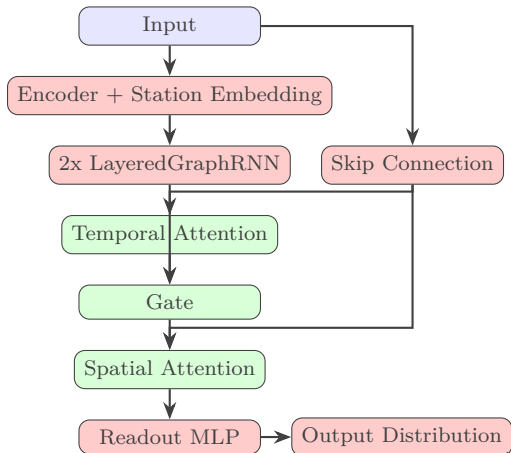 Input
Encoder + Station Embedding
2x LayeredGraphRNN
Skip Connection
Temporal Attention
Gate
Spatial Attention
Readout MLP
Output Distribution